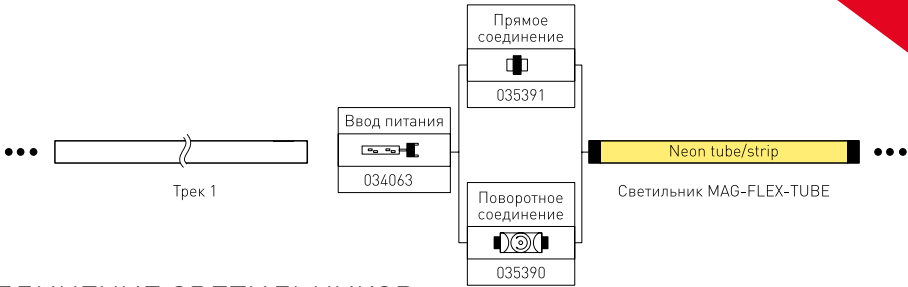 Прямое
соединение
035391
Ввод питания
034063
Трек 1
Neon tube/strip
Светильник MAG-FLEX-TUBE
Поворотное
соединение
035390